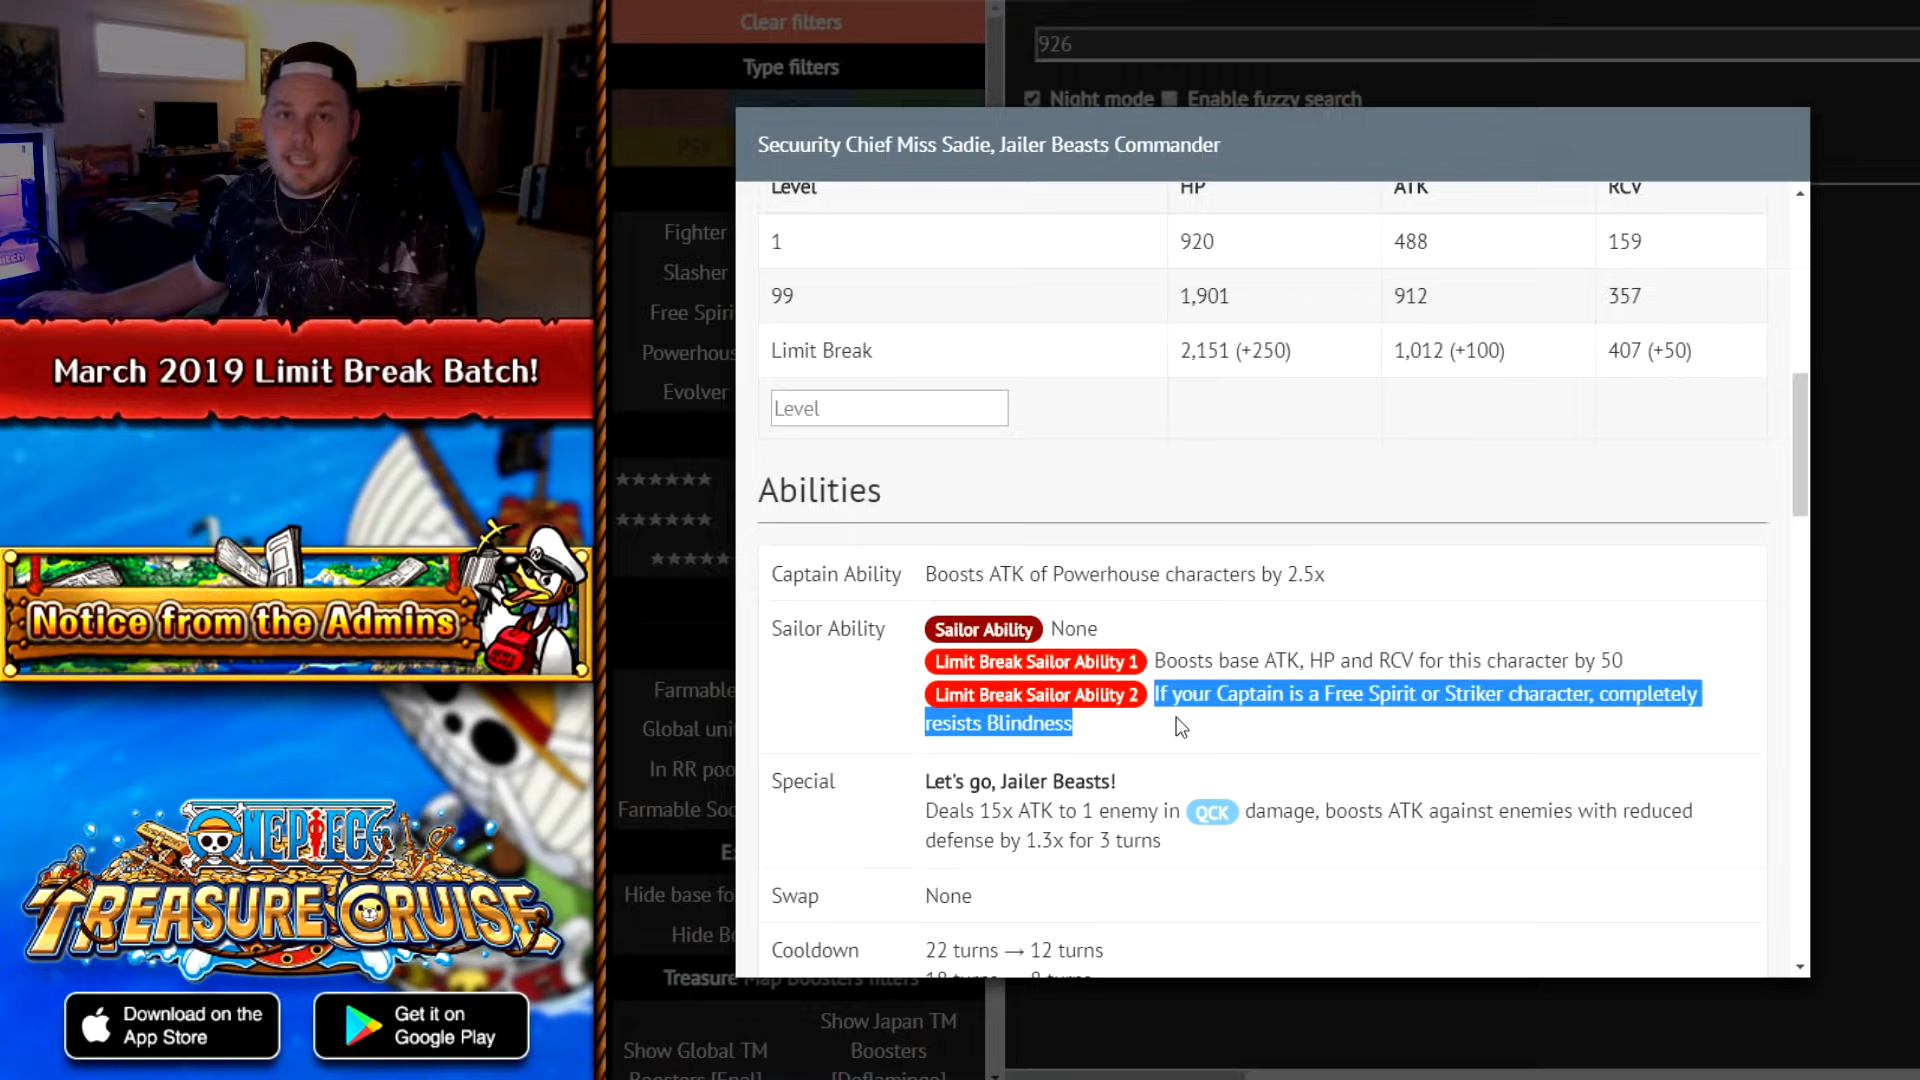 Clear filters
Type filters
926
Night mode Enable fuzzy search
PSY
Secuurity Chief Miss Sadie, Jailer Beasts Commander
Level HP ATK RCV
1 920 488 159
99 1,901 912 357
Limit Break 2,151 (+250) 1,012 (+100) 407 (+50)
Level
Abilities
Captain Ability Boosts ATK of Powerhouse characters by 2.5x
Sailor Ability Sailor Ability None
Limit Break Sailor Ability 1 Boosts base ATK, HP and RCV for this character by 50
Limit Break Sailor Ability 2 If your Captain is a Free Spirit or Striker character, completely
resists Blindness
Special Let's go, Jailer Beasts!
Deals 15x ATK to 1 enemy in QCK damage, boosts ATK against enemies with reduced
defense by 1.3x for 3 turns
Swap None
Cooldown 22 turns → 12 turns
Fighter
Slasher
Free Spiri
Powerhous
Evolver
Farmable
Global uni
In RR poo
Farmable Soc
Hide base fo
Hide Bo
Treasure Map Boosters filters
Show Global TM
Show Japan TM
Boosters
March 2019 Limit Break Batch!
Notice from the Admins
ONE PIECE
TREASURE CRUISE
Download on the
App Store
Get it on
Google Play